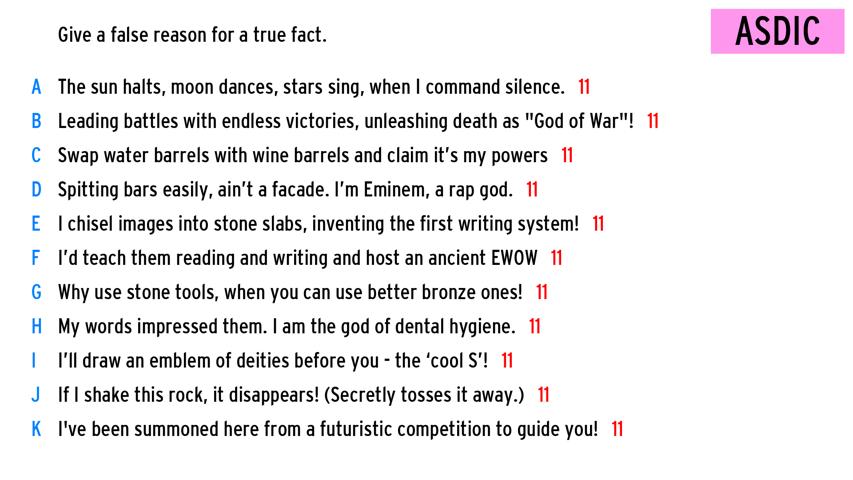 Give a false reason for a true fact.
ASDIC
A The sun halts, moon dances, stars sing, when I command silence. 11
B Leading battles with endless victories, unleashing death as "God of War"! 11
C Swap water barrels with wine barrels and claim it's my powers 11
D Spitting bars easily, ain't a facade. I'm Eminem, a rap god. 11
E I chisel images into stone slabs, inventing the first writing system! 11
F I'd teach them reading and writing and host an ancient EWOW 11
G Why use stone tools, when you can use better bronze ones! 11
H My words impressed them. I am the god of dental hygiene. 11
I I'll draw an emblem of deities before you - the ‘cool S’! 11
J If I shake this rock, it disappears! (Secretly tosses it away.) 11
K I've been summoned here from a futuristic competition to guide you! 11